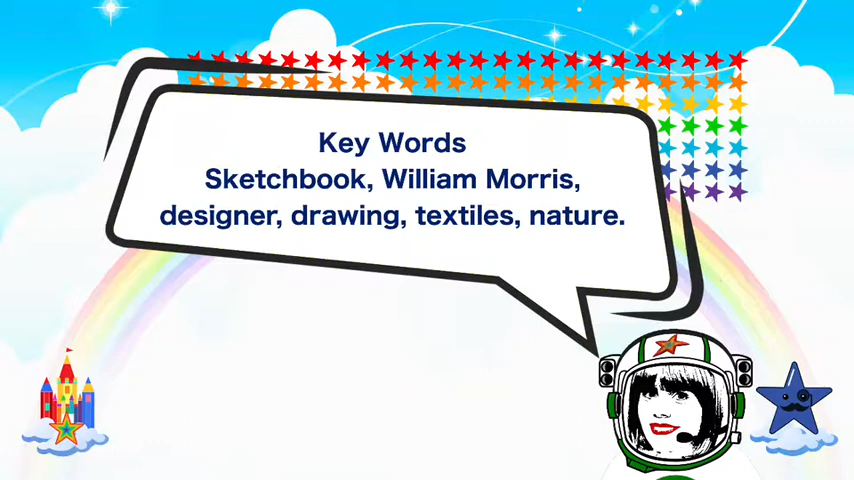 Key Words
Sketchbook, William Morris,
designer, drawing, textiles, nature.